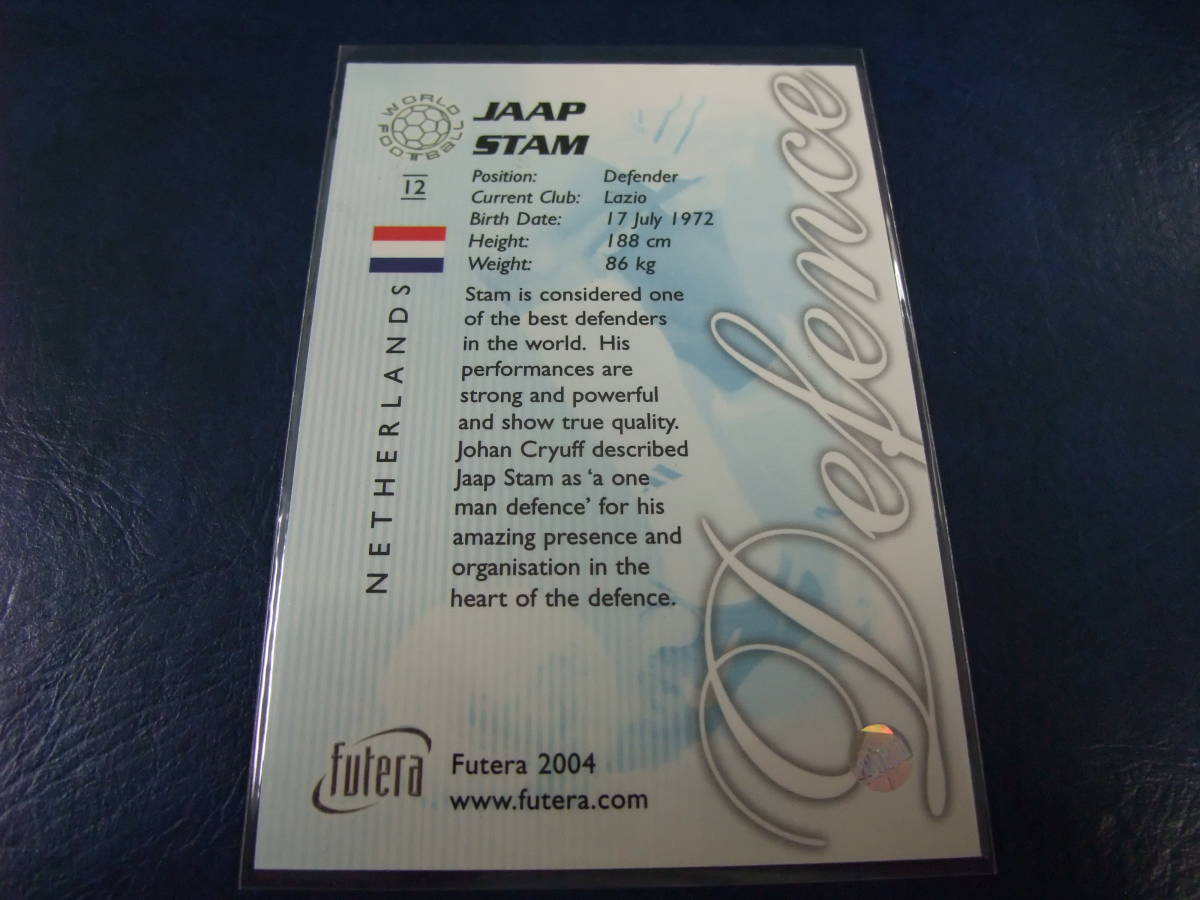 WORLD FOOTBALL
JAAP
STAM
12
Position: Defender
Current Club: Lazio
Birth Date: 17 July 1972
Height: 188 cm
Weight: 86 kg
NETHERLANDS
Stam is considered one
of the best defenders
in the world. His
performances are
strong and powerful
and show true quality.
Johan Cryuff described
Jaap Stam as ‘a one
man defence’ for his
amazing presence and
organisation in the
heart of the defence.
Defence
futera
Futera 2004
www.futera.com